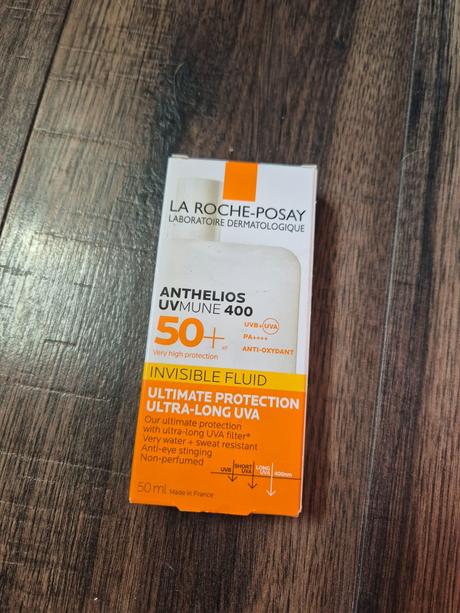 LA ROCHE-POSAY
LABORATOIRE DERMATOLOGIQUE
ANTHELIOS
UVMUNE 400
50+
Very high protection
UVB+UVA
PA++++
ANTI-OXYDANT
INVISIBLE FLUID
ULTIMATE PROTECTION
ULTRA-LONG UVA
Our ultimate protection
with ultra-long UVA filter*
Very water + sweat resistant
Anti-eye stinging
Non-perfumed
UVB
SHORT UVA
LONG UVA
400nm
50 ml Made in France